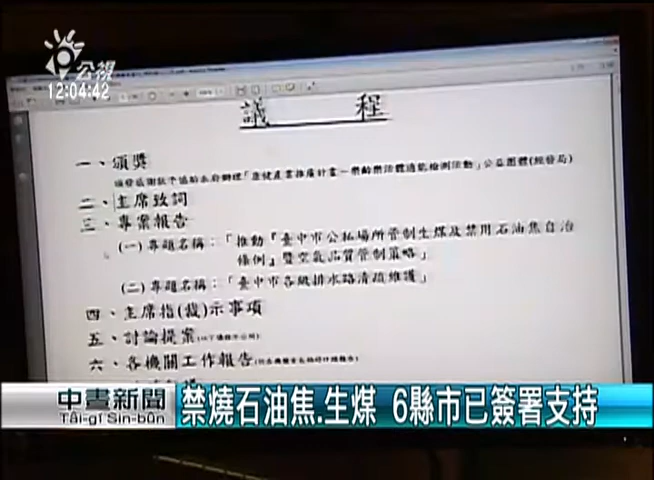 公視
12:04:42
議 程
一、頒獎
二、主席致詞
三、專案報告
(一)專題名稱:「推動『臺中市公私場所管制生煤及禁用石油焦自治
條例』暨空氣品質管制策略」
(二)專題名稱:「臺中市各級排水路清疏維護」
四、主席指(裁)示事項
五、討論提案
六、各機關工作報告
中晝新聞
Tâi-gí Sin-bûn
禁燒石油焦.生煤 6縣市已簽署支持